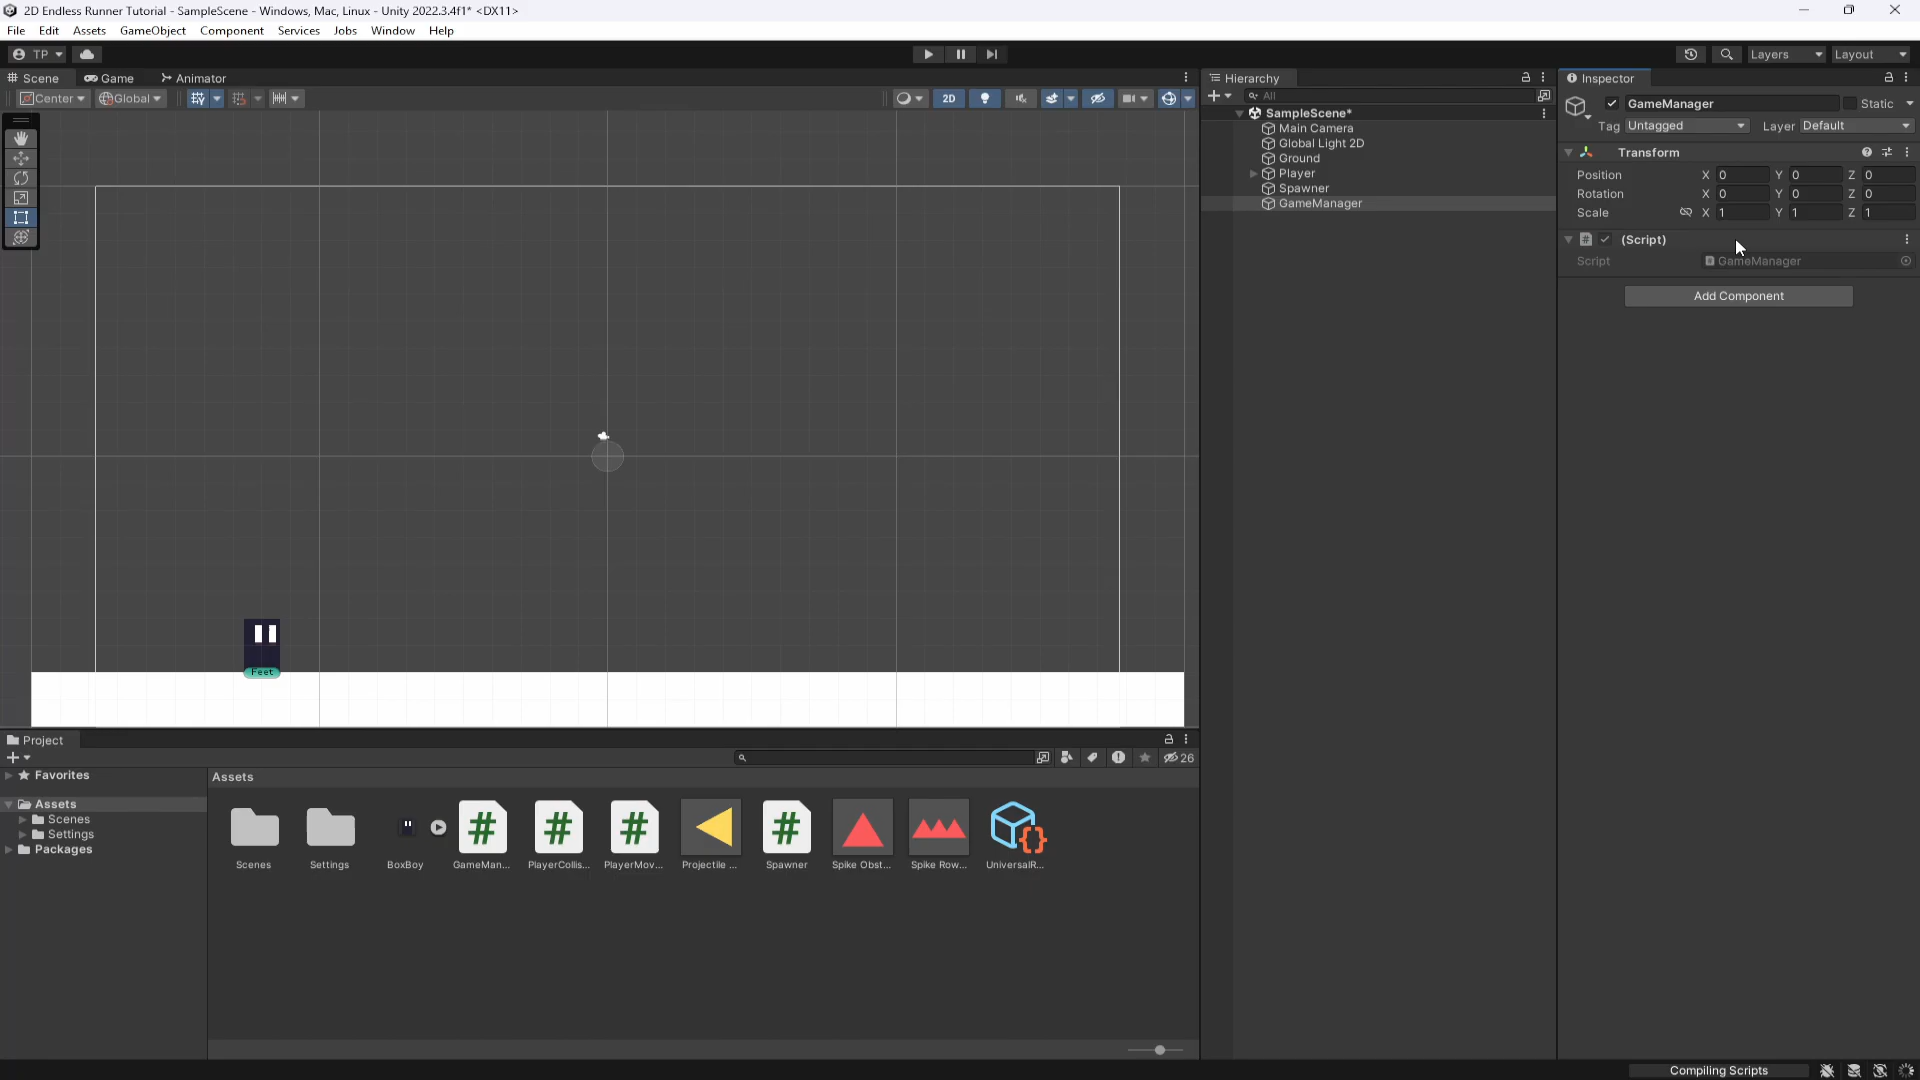 2D Endless Runner Tutorial - SampleScene - Windows, Mac, Linux - Unity 2022.3.4f1* <DX11>
File Edit Assets GameObject Component Services Jobs Window Help
TP Layers Layout
Scene Game Animator
Center Global 2D
Feet
Hierarchy
All
SampleScene*
Main Camera
Global Light 2D
Ground
Player
Spawner
GameManager
Inspector
GameManager Static
Tag Untagged Layer Default
Transform
Position X 0 Y 0 Z 0
Rotation X 0 Y 0 Z 0
Scale X 1 Y 1 Z 1
(Script)
Script GameManager
Add Component
Project
26
Favorites
Assets
Scenes
Settings
Packages
Assets
Scenes Settings BoxBoy GameMan... PlayerCollis... PlayerMov... Projectile ... Spawner Spike Obst... Spike Row... UniversalR...
Compiling Scripts